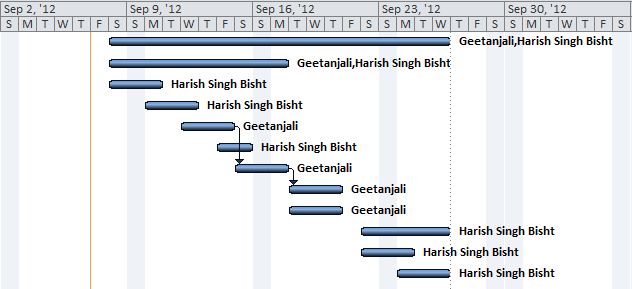 Sep 2, '12 Sep 9, '12 Sep 16, '12 Sep 23, '12 Sep 30, '12
S M T W T F S S M T W T F S S M T W T F S S M T W T F S S M T W T F S
Geetanjali,Harish Singh Bisht
Geetanjali,Harish Singh Bisht
Harish Singh Bisht
Harish Singh Bisht
Geetanjali
Harish Singh Bisht
Geetanjali
Geetanjali
Geetanjali
Harish Singh Bisht
Harish Singh Bisht
Harish Singh Bisht